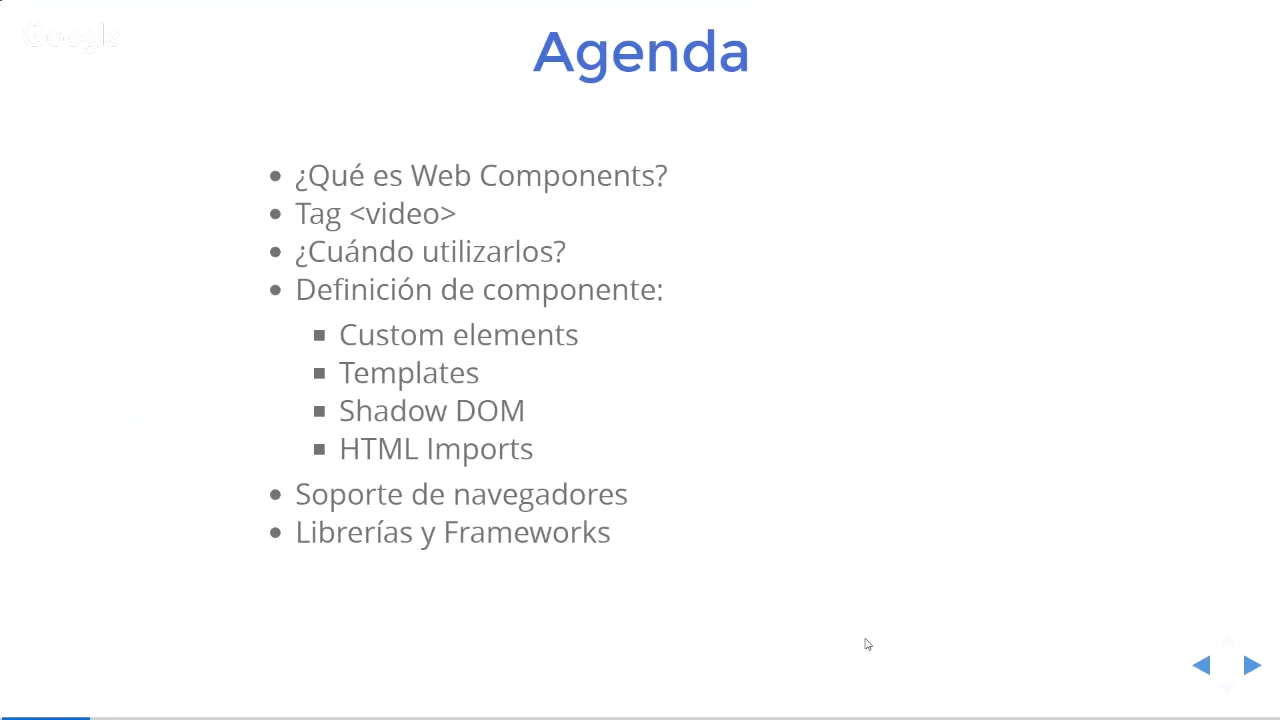 Google
Agenda
¿Qué es Web Components?
Tag <video>
¿Cuándo utilizarlos?
Definición de componente:
Custom elements
Templates
Shadow DOM
HTML Imports
Soporte de navegadores
Librerías y Frameworks